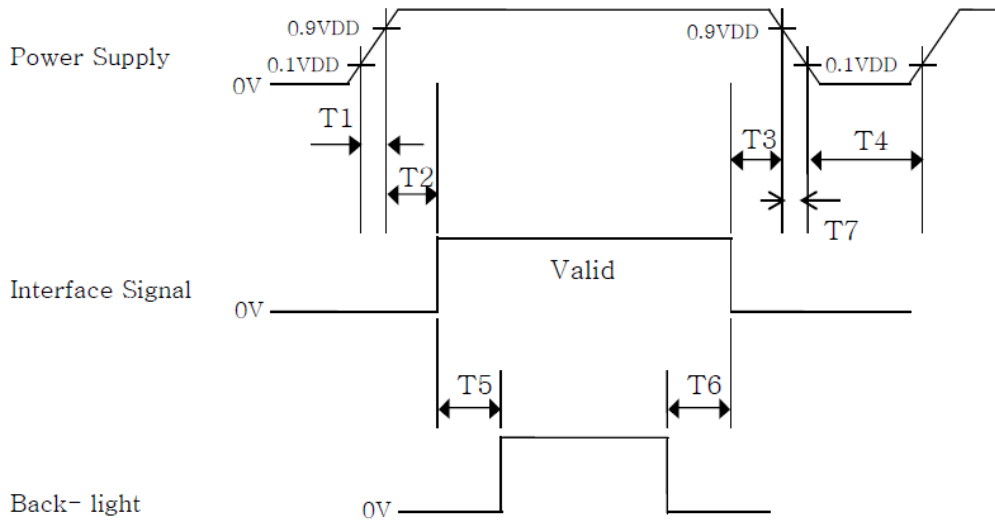 0.9VDD
0.9VDD
Power Supply
0.1VDD
0.1VDD
0V
T1
T3
T4
T2
T7
Valid
Interface Signal
0V
T5
T6
Back- light
0V